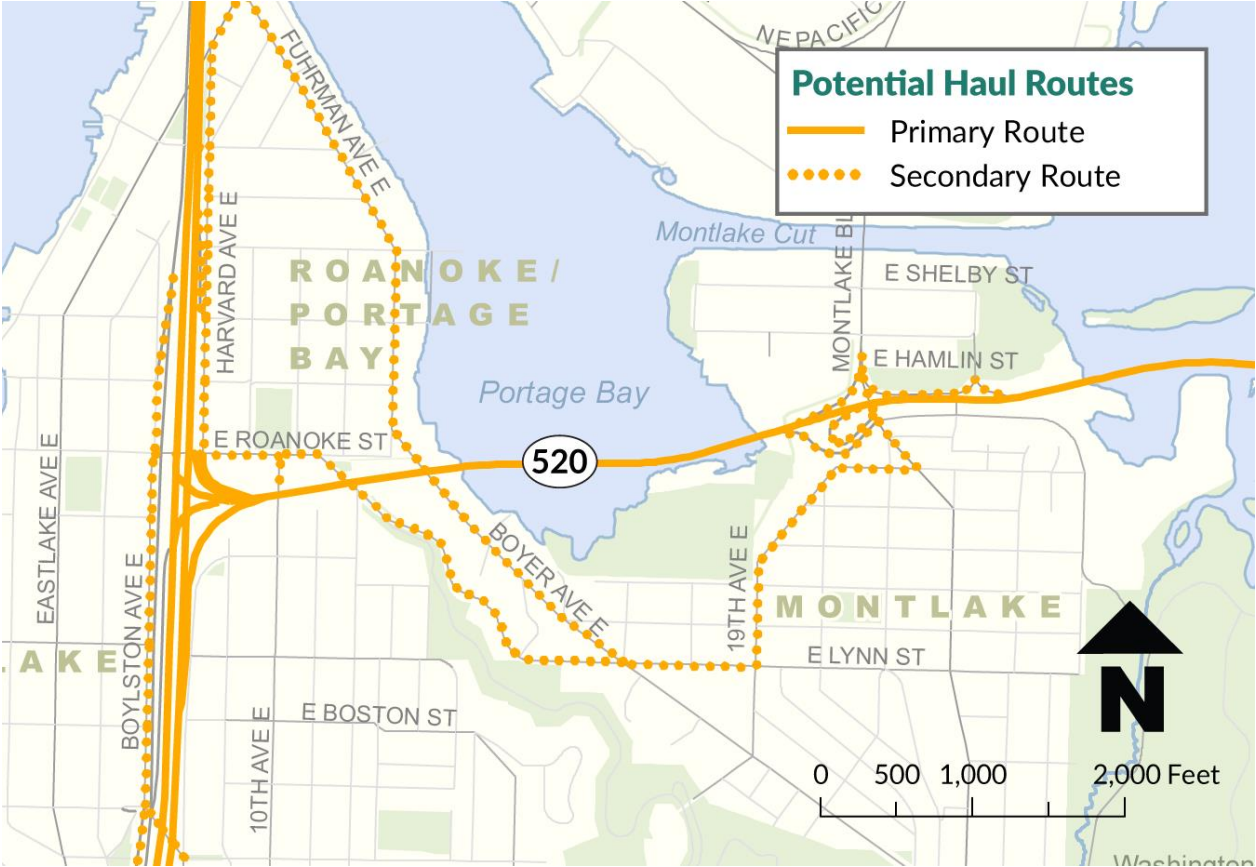 NE PACIFIC
Potential Haul Routes
Primary Route
Secondary Route
FUHRMAN AVE E
HARVARD AVE E
ROANOKE/
PORTAGE
BAY
Montlake Cut
MONTLAKE BL
E SHELBY ST
E HAMLIN ST
Portage Bay
E ROANOKE ST
520
EASTLAKE AVE E
BOYLSTON AVE E
BOYER AVE E
19TH AVE E
MONTLAKE
LAKE
E LYNN ST
E BOSTON ST
10TH AVE E
N
0 500 1,000 2,000 Feet
Washington